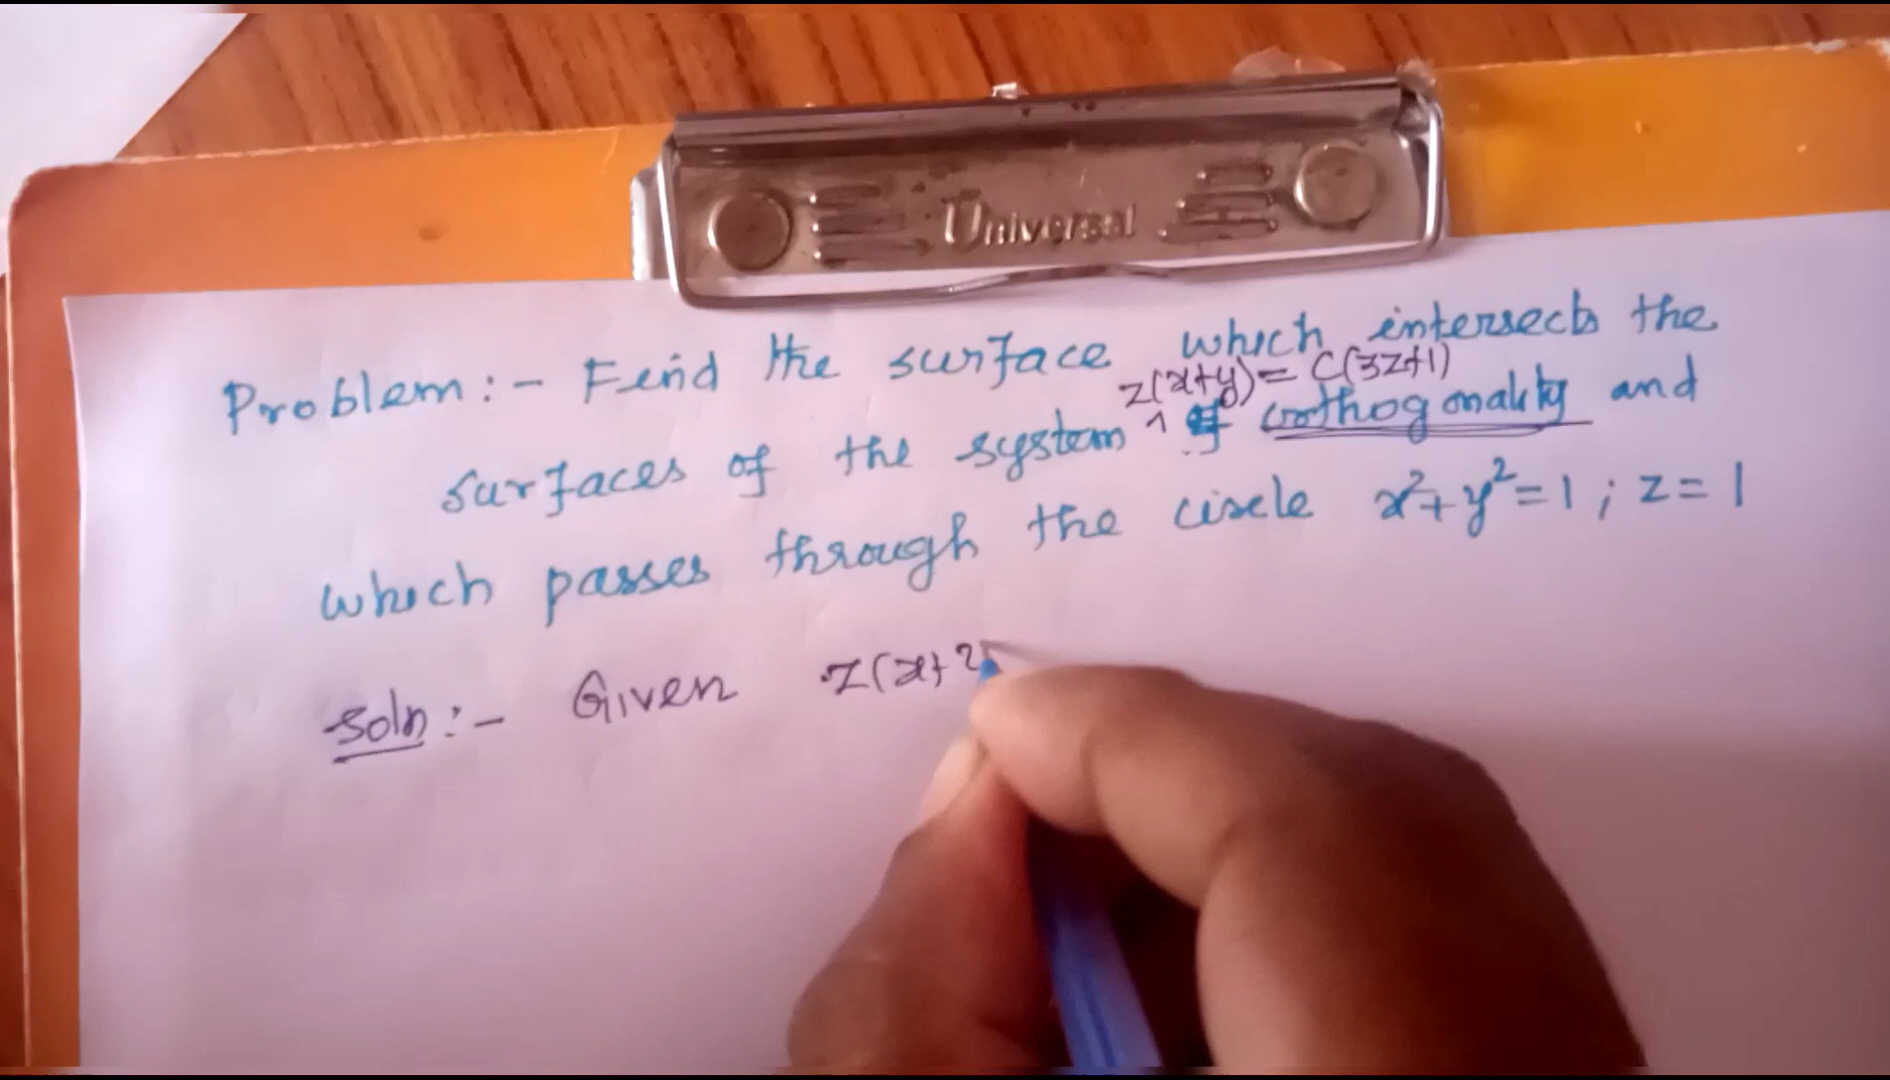 Universal
Problem:- Find the surface which intersects the
z(x+y)= C(3z+1)
surfaces of the system ^ of orthogonality and
which passes through the circle x²+y²=1; z=1
Soln:- Given z(x+